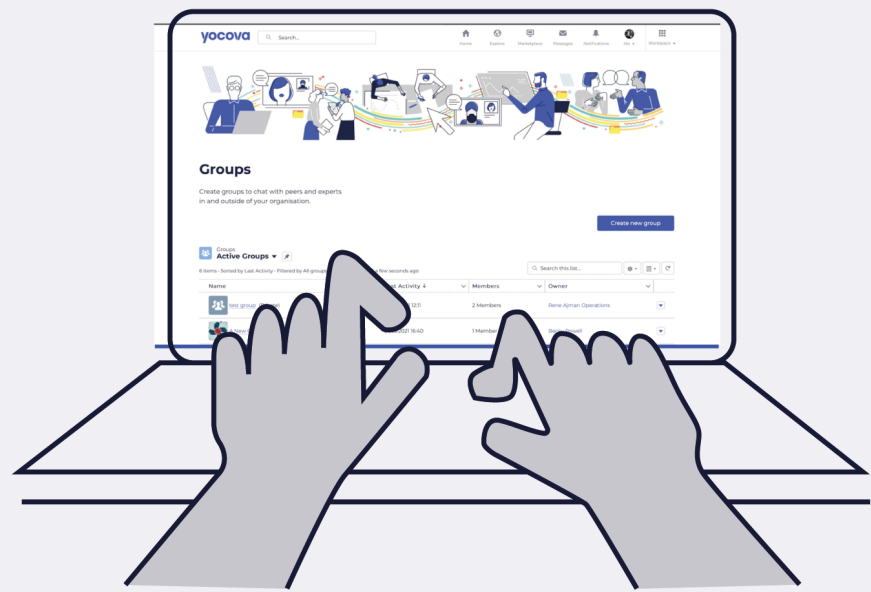 yocova
Search...
Home Explore Marketplace Messages Notifications Me Workspace
Groups
Create groups to chat with peers and experts
in and outside of your organisation.
Create new group
Groups
Active Groups
6 items • Sorted by Last Activity • Filtered by All groups a few seconds ago
Search this list...
Name Activity Members Owner
test group 12:11 2 Members Rene Ajman Operations
A New 2021 16:40 1 Member